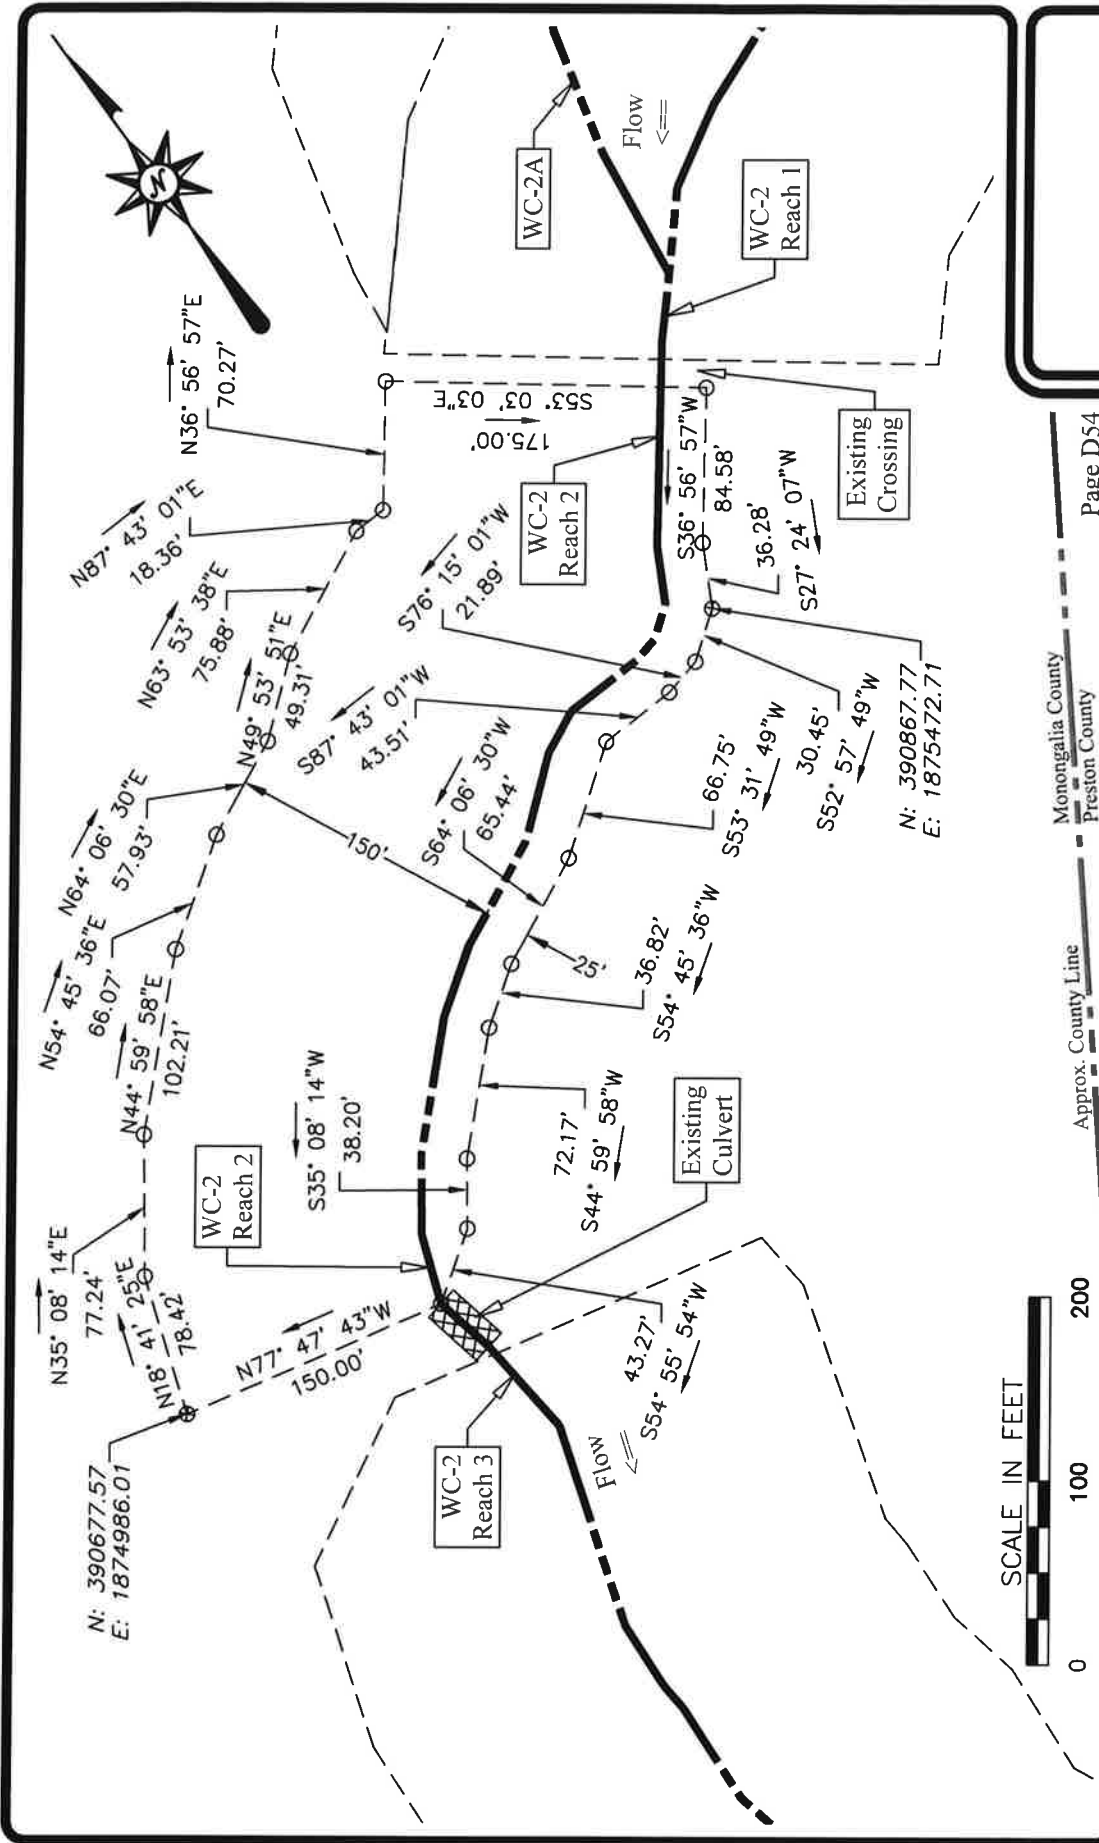 N
N36° 56' 57"E
70.27'
N87° 43' 01"E
18.36'
N63° 53' 38"E
75.88'
N49° 53' 51"E
49.31'
N64° 06' 30"E
57.93'
N54° 45' 36"E
66.07'
N44° 59' 58"E
102.21'
N35° 08' 14"E
77.24'
N18° 41' 25"E
78.42'
N: 390677.57
E: 1874986.01
N77° 47' 43"W
150.00'
WC-2
Reach 2
S35° 08' 14"W
38.20'
150'
S87° 43' 01"W
43.51'
S64° 06' 30"W
65.44'
S76° 15' 01"W
21.89'
175.00'
S53° 03' 03"E
WC-2
Reach 2
WC-2A
Flow
<==
WC-2
Reach 1
S36° 56' 57"W
84.58'
Existing
Crossing
36.28'
S27° 24' 07"W
N: 390867.77
E: 1875472.71
30.45'
S52° 57' 49"W
66.75'
S53° 31' 49"W
25'
36.82'
S54° 45' 36"W
72.17'
S44° 59' 58"W
Existing
Culvert
43.27'
S54° 55' 54"W
WC-2
Reach 3
Flow
<==
SCALE IN FEET
0 100 200
Approx. County Line
Monongalia County
Preston County
Page D54